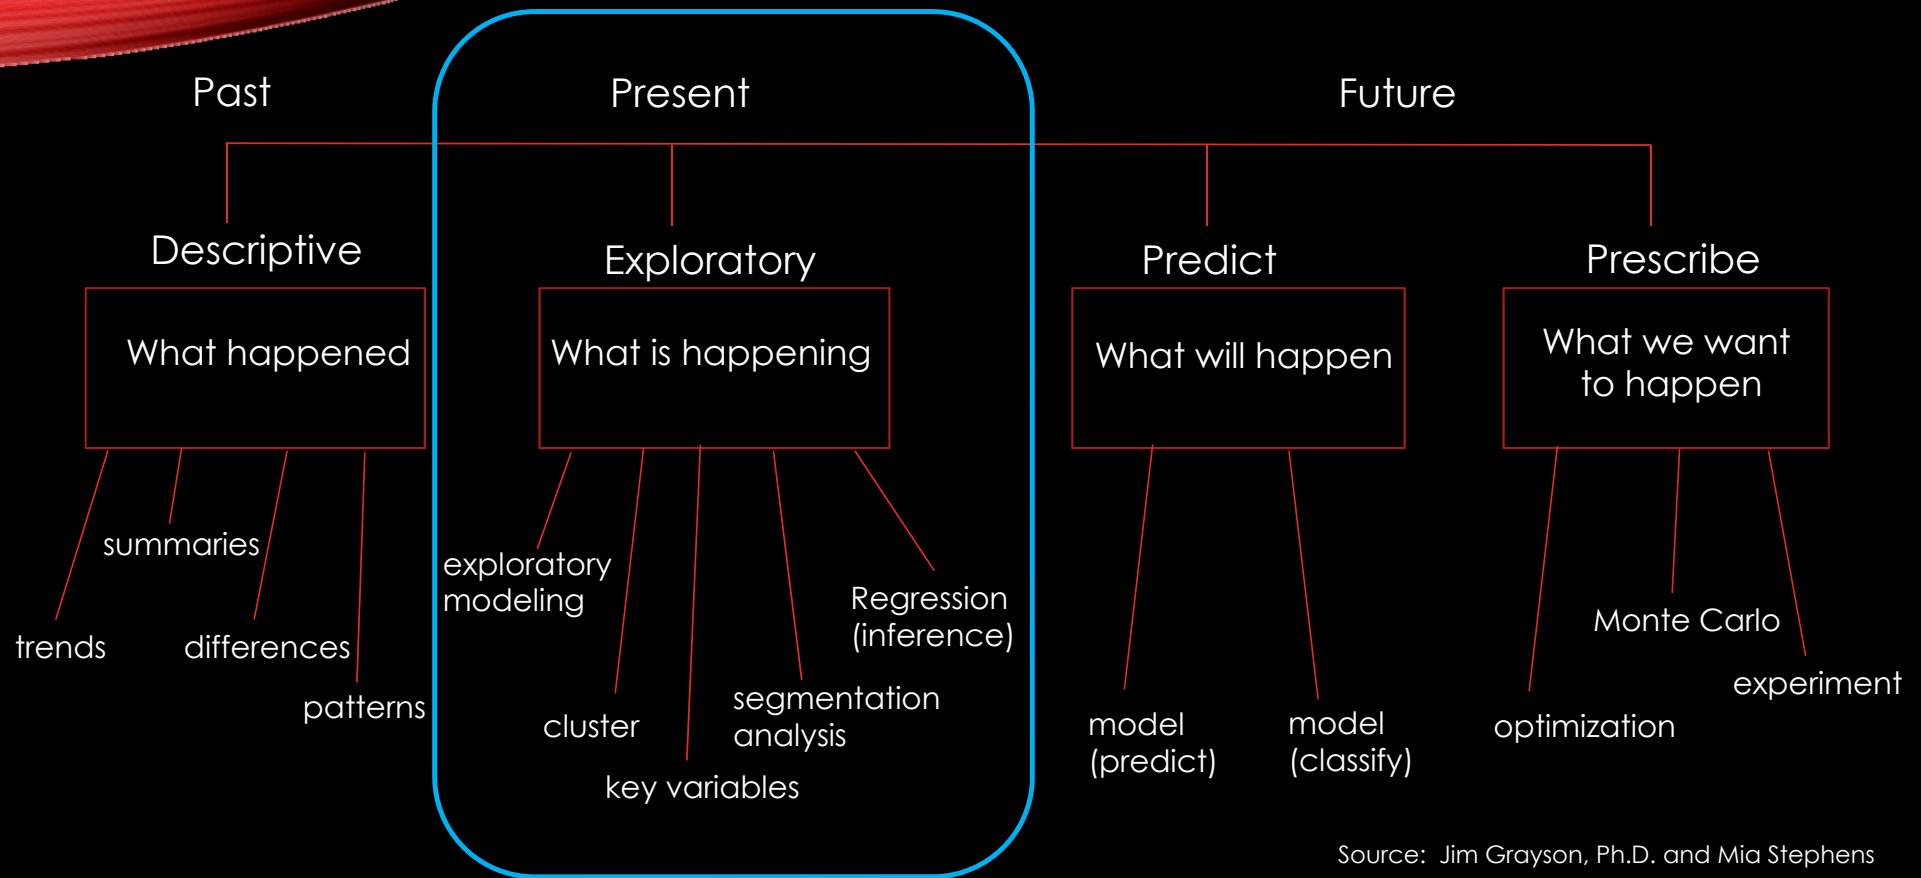 Past
Present
Future
Descriptive
Exploratory
Predict
Prescribe
What happened
What is happening
What will happen
What we want
to happen
trends
summaries
differences
patterns
exploratory
modeling
cluster
key variables
segmentation
analysis
Regression
(inference)
model
(predict)
model
(classify)
optimization
Monte Carlo
experiment
Source:  Jim Grayson, Ph.D. and Mia Stephens